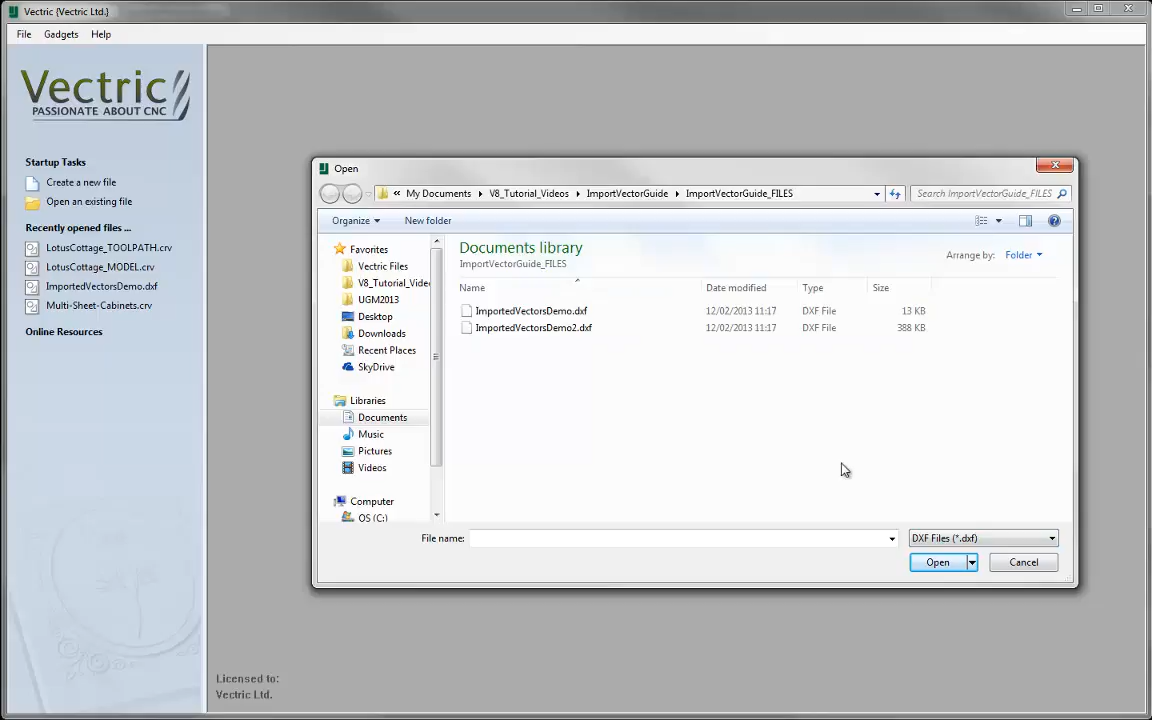 Vectric {Vectric Ltd.}
File Gadgets Help
Vectric
PASSIONATE ABOUT CNC
Startup Tasks
Create a new file
Open an existing file
Recently opened files ...
LotusCottage_TOOLPATH.crv
LotusCottage_MODEL.crv
ImportedVectorsDemo.dxf
Multi-Sheet-Cabinets.crv
Online Resources
Open
« My Documents V8_Tutorial_Videos ImportVectorGuide ImportVectorGuide_FILES
Search ImportVectorGuide_FILES
Organize New folder
Favorites
Vectric Files
V8_Tutorial_Vide
UGM2013
Desktop
Downloads
Recent Places
SkyDrive
Libraries
Documents
Music
Pictures
Videos
Computer
OS (C:)
Documents library
ImportVectorGuide_FILES
Arrange by: Folder
Name Date modified Type Size
ImportedVectorsDemo.dxf 12/02/2013 11:17 DXF File 13 KB
ImportedVectorsDemo2.dxf 12/02/2013 11:17 DXF File 388 KB
File name: DXF Files (*.dxf)
Open Cancel
Licensed to:
Vectric Ltd.